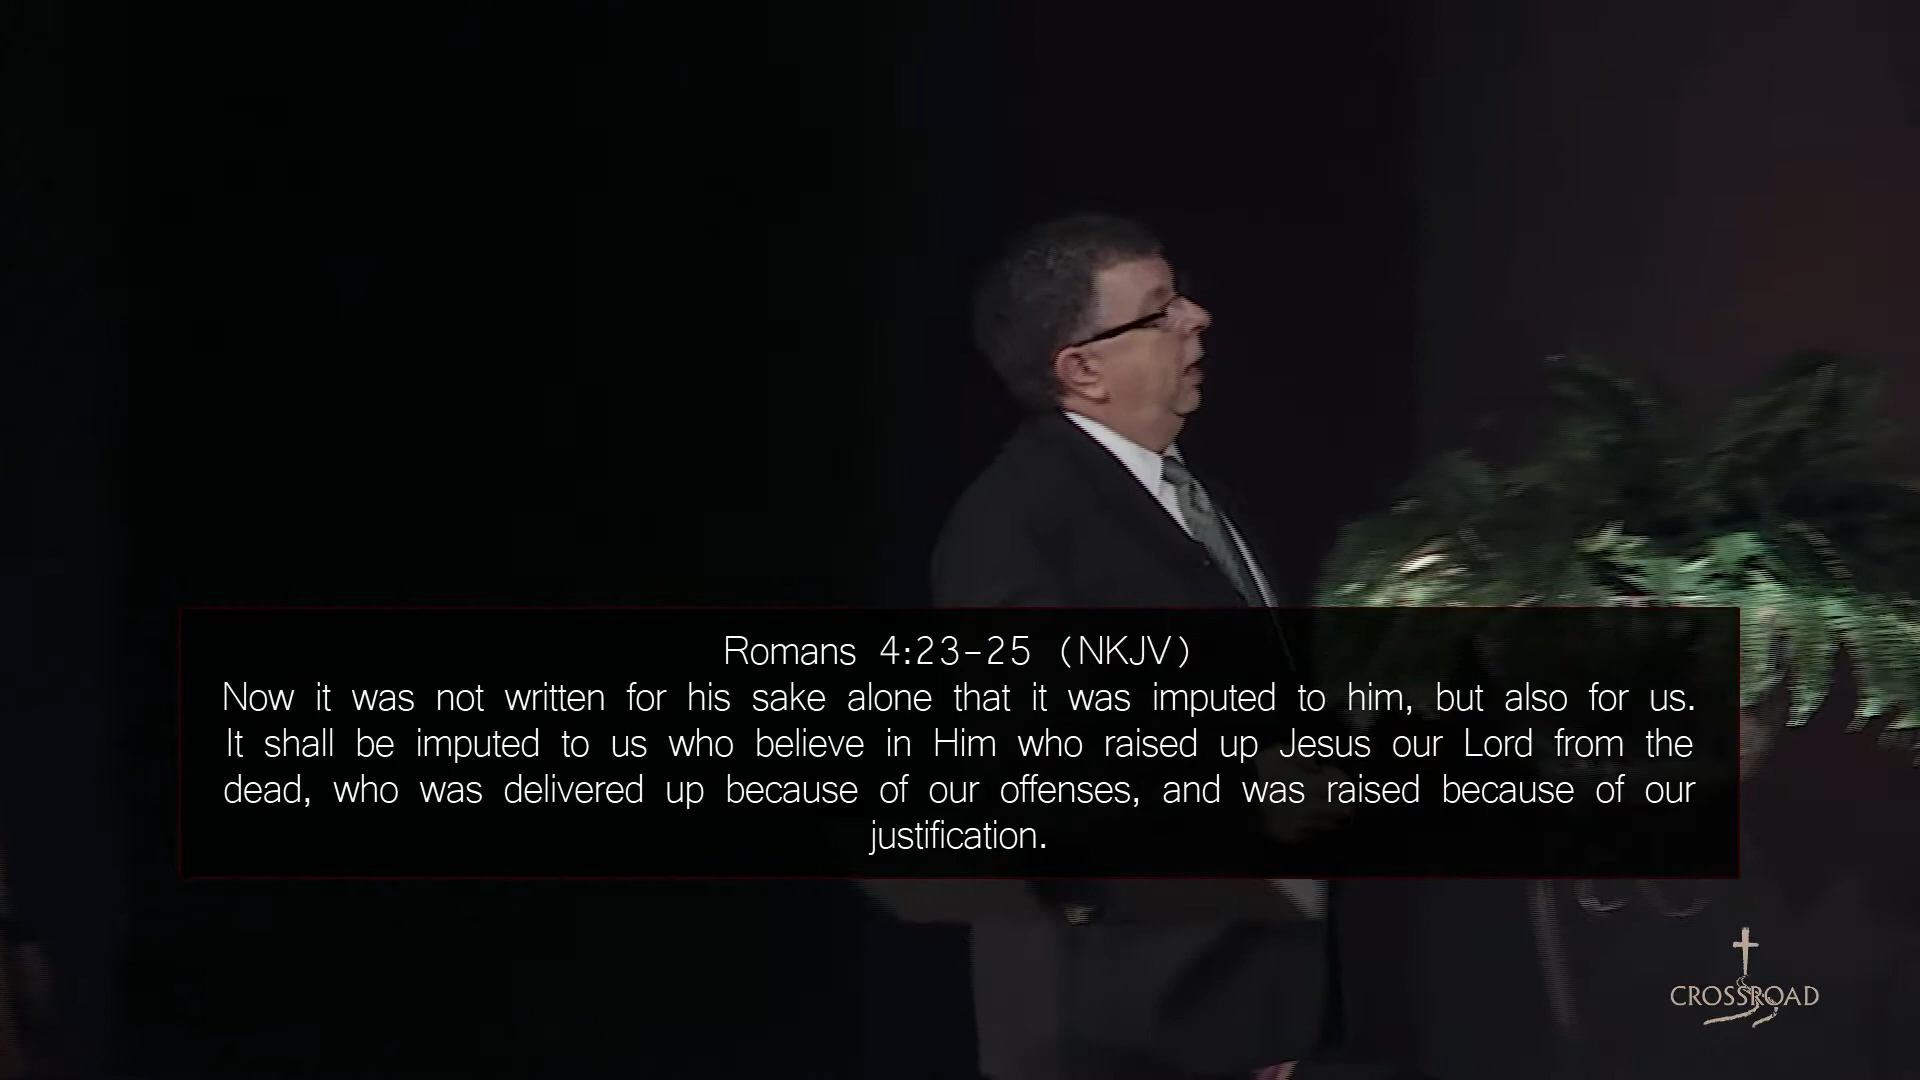 Romans 4:23-25 (NKJV)
Now it was not written for his sake alone that it was imputed to him, but also for us.
It shall be imputed to us who believe in Him who raised up Jesus our Lord from the
dead, who was delivered up because of our offenses, and was raised because of our
justification.
CROSSROAD